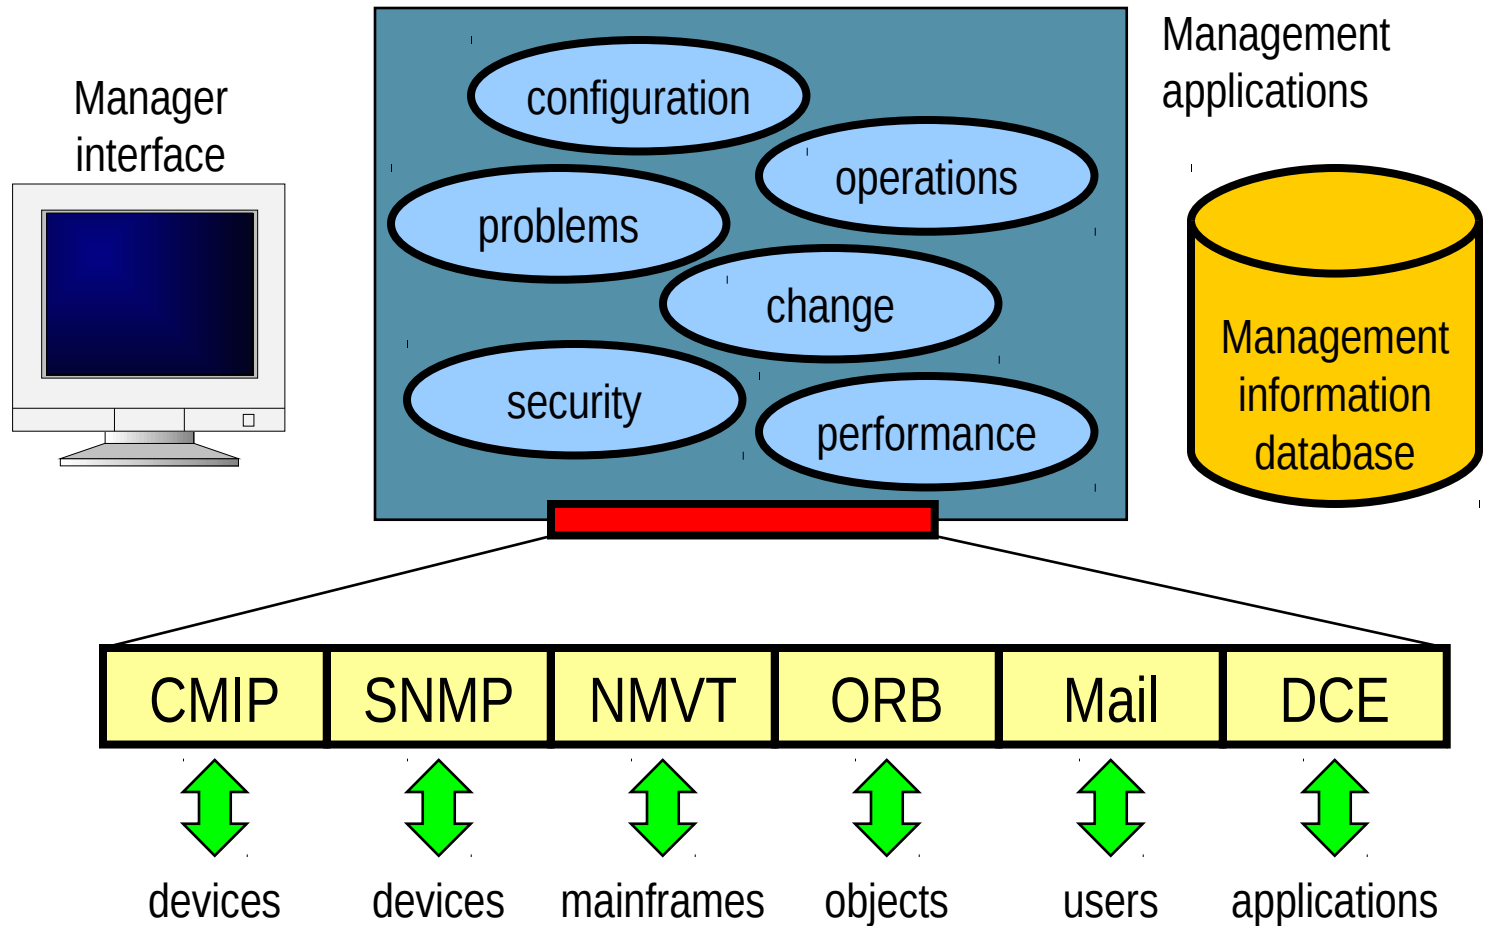 Manager
interface
configuration
operations
problems
change
security
performance
Management
applications
Management
information
database
CMIP
SNMP
NMVT
ORB
Mail
DCE
devices
devices
mainframes
objects
users
applications